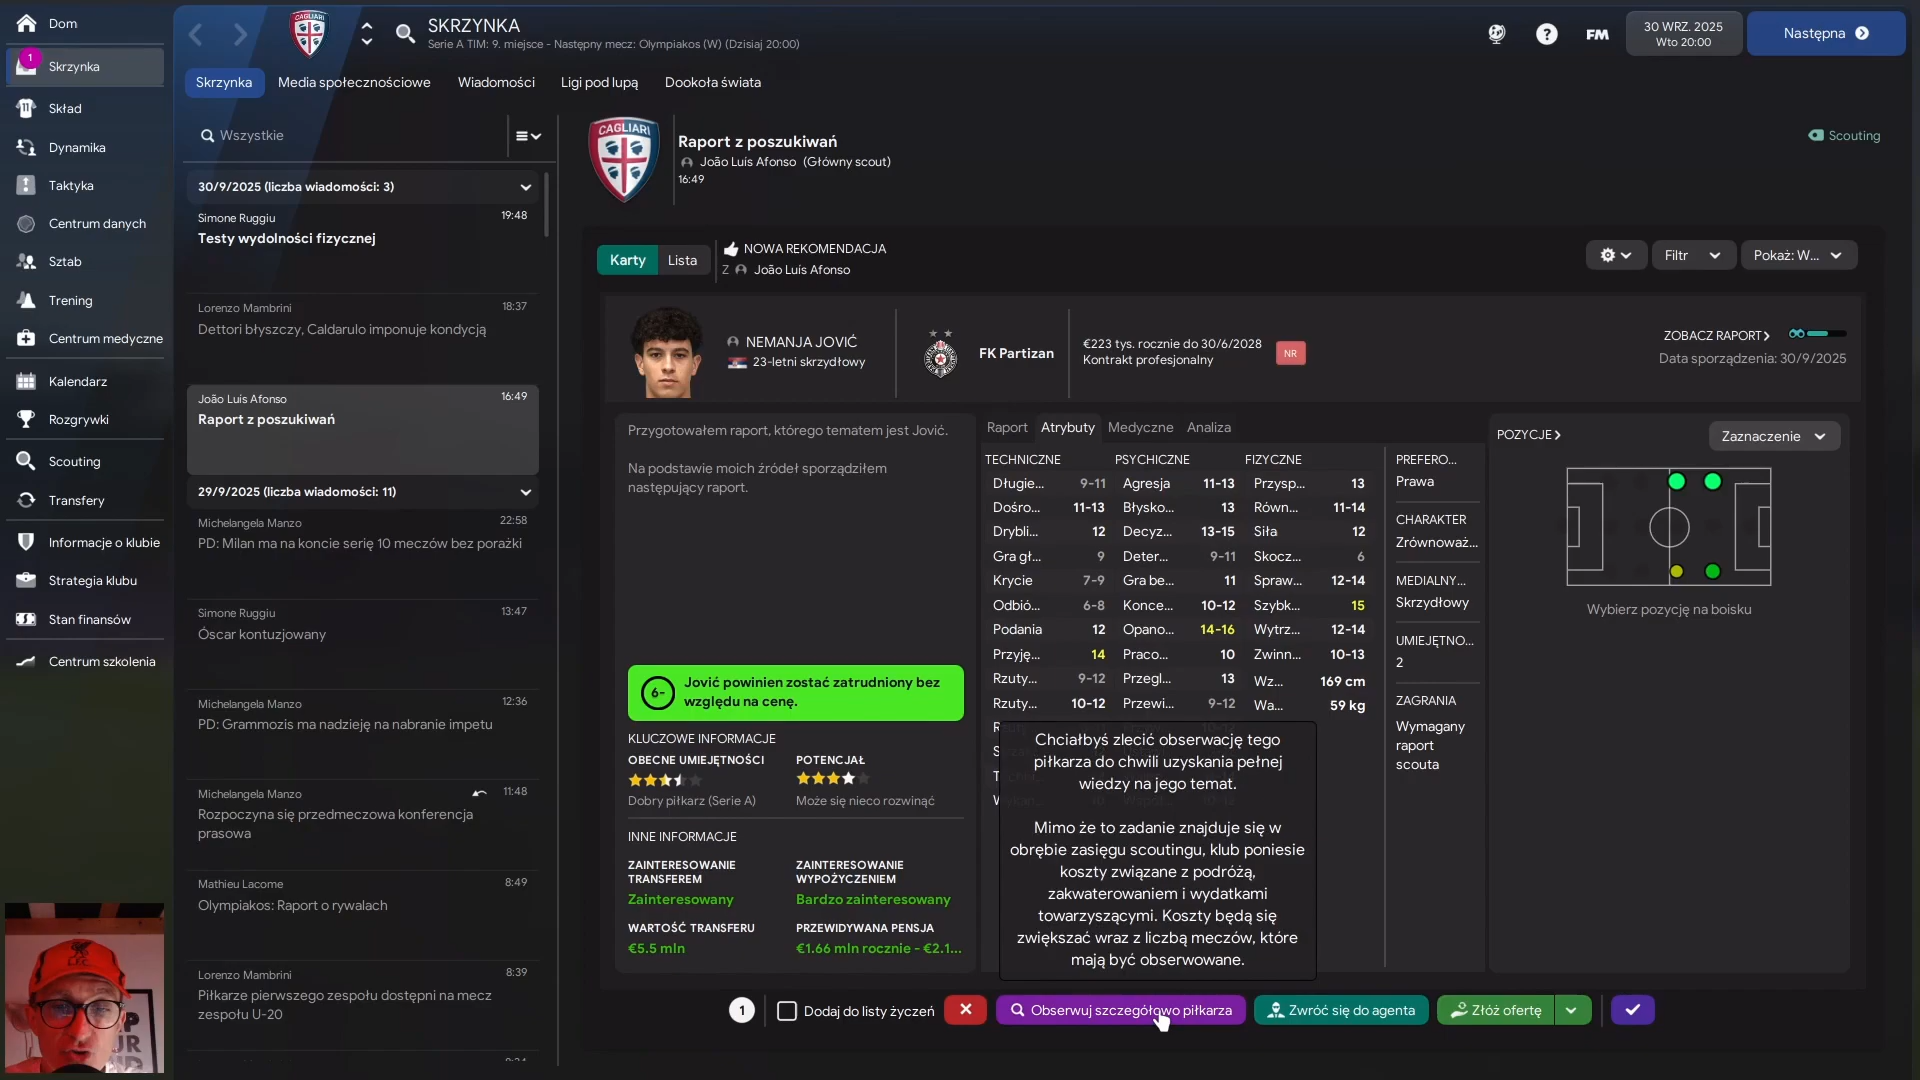 Dom
1
Skrzynka
Skład
Dynamika
Taktyka
Centrum danych
Sztab
Trening
Centrum medyczne
Kalendarz
Rozgrywki
Scouting
Transfery
Informacje o klubie
Strategia klubu
Stan finansów
Centrum szkolenia
CAGLIARI
SKRZYNKA
Serie A TIM: 9. miejsce - Następny mecz: Olympiakos (W) (Dzisiaj 20:00)
?
FM
30 WRZ. 2025
Wto 20:00
Następna
Skrzynka
Media społecznościowe
Wiadomości
Ligi pod lupą
Dookoła świata
Wszystkie
30/9/2025 (liczba wiadomości: 3)
Simone Ruggiu
19:48
Testy wydolności fizycznej
Lorenzo Mambrini
18:37
Dettori błyszczy, Caldarulo imponuje kondycją
João Luís Afonso
16:49
Raport z poszukiwań
29/9/2025 (liczba wiadomości: 11)
Michelangela Manzo
22:58
PD: Milan ma na koncie serię 10 meczów bez porażki
Simone Ruggiu
13:47
Óscar kontuzjowany
Michelangela Manzo
12:36
PD: Grammozis ma nadzieję na nabranie impetu
Michelangela Manzo
11:48
Rozpoczyna się przedmeczowa konferencja
prasowa
Mathieu Lacome
8:49
Olympiakos: Raport o rywalach
Lorenzo Mambrini
8:39
Piłkarze pierwszego zespołu dostępni na mecz
zespołu U-20
CAGLIARI
Raport z poszukiwań
João Luís Afonso (Główny scout)
16:49
Scouting
Karty
Lista
NOWA REKOMENDACJA
Z João Luís Afonso
Filtr
Pokaż: W...
NEMANJA JOVIĆ
23-letni skrzydłowy
FK Partizan
€223 tys. rocznie do 30/6/2028
Kontrakt profesjonalny
NR
ZOBACZ RAPORT
Data sporządzenia: 30/9/2025
Przygotowałem raport, którego tematem jest Jović.
Na podstawie moich źródeł sporządziłem
następujący raport.
6-
Jović powinien zostać zatrudniony bez
względu na cenę.
KLUCZOWE INFORMACJE
OBECNE UMIEJĘTNOŚCI
POTENCJAŁ
Dobry piłkarz (Serie A)
Może się nieco rozwinąć
INNE INFORMACJE
ZAINTERESOWANIE
TRANSFEREM
ZAINTERESOWANIE
WYPOŻYCZENIEM
Zainteresowany
Bardzo zainteresowany
WARTOŚĆ TRANSFERU
PRZEWIDYWANA PENSJA
€5.5 mln
€1.66 mln rocznie - €2.1...
Raport
Atrybuty
Medyczne
Analiza
TECHNICZNE
PSYCHICZNE
FIZYCZNE
Długie... 9-11 Agresja 11-13 Przysp... 13
Dośro... 11-13 Błysko... 13 Równ... 11-14
Drybli... 12 Decyz... 13-15 Siła 12
Gra gł... 9 Deter... 9-11 Skocz... 6
Krycie 7-9 Gra be... 11 Spraw... 12-14
Odbió... 6-8 Konce... 10-12 Szybk... 15
Podania 12 Opano... 14-16 Wytrz... 12-14
Przyję... 14 Praco... 10 Zwinn... 10-13
Rzuty... 9-12 Przegl... 13 Wz... 169 cm
Rzuty... 10-12 Przewi... 9-12 Wa... 59 kg
Chciałbyś zlecić obserwację tego
piłkarza do chwili uzyskania pełnej
wiedzy na jego temat.
Mimo że to zadanie znajduje się w
obrębie zasięgu scoutingu, klub poniesie
koszty związane z podróżą,
zakwaterowaniem i wydatkami
towarzyszącymi. Koszty będą się
zwiększać wraz z liczbą meczów, które
mają być obserwowane.
PREFERO...
Prawa
CHARAKTER
Zrównoważ...
MEDIALNY...
Skrzydłowy
UMIEJĘTNO...
2
ZAGRANIA
Wymagany
raport
scouta
POZYCJE
Zaznaczenie
Wybierz pozycję na boisku
1
Dodaj do listy życzeń
Obserwuj szczegółowo piłkarza
Zwróć się do agenta
Złóż ofertę